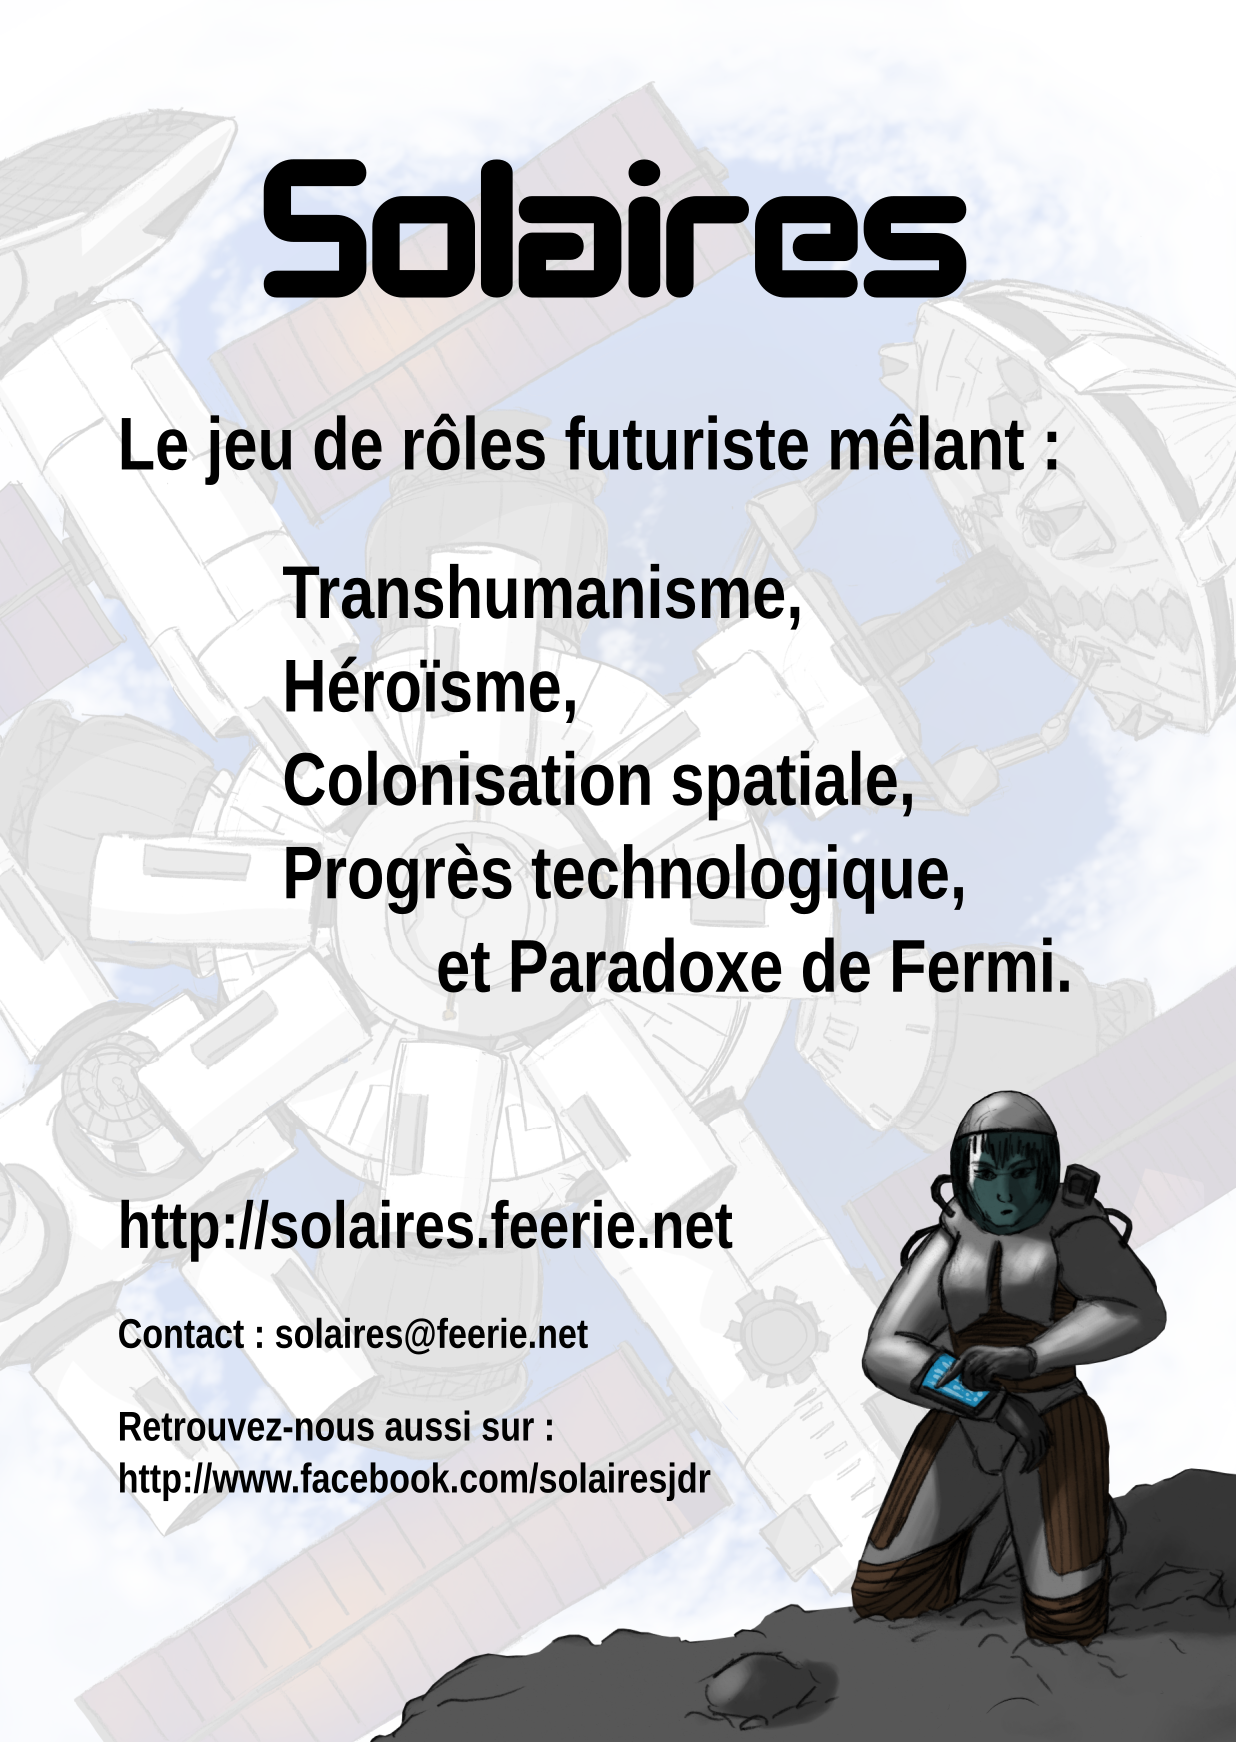 Solaires
Le jeu de rôles futuriste mêlant :
Transhumanisme,
Héroïsme,
Colonisation spatiale,
Progrès technologique,
et Paradoxe de Fermi.
http://solaires.feerie.net
Contact : solaires@feerie.net
Retrouvez-nous aussi sur :
http://www.facebook.com/solairesjdr